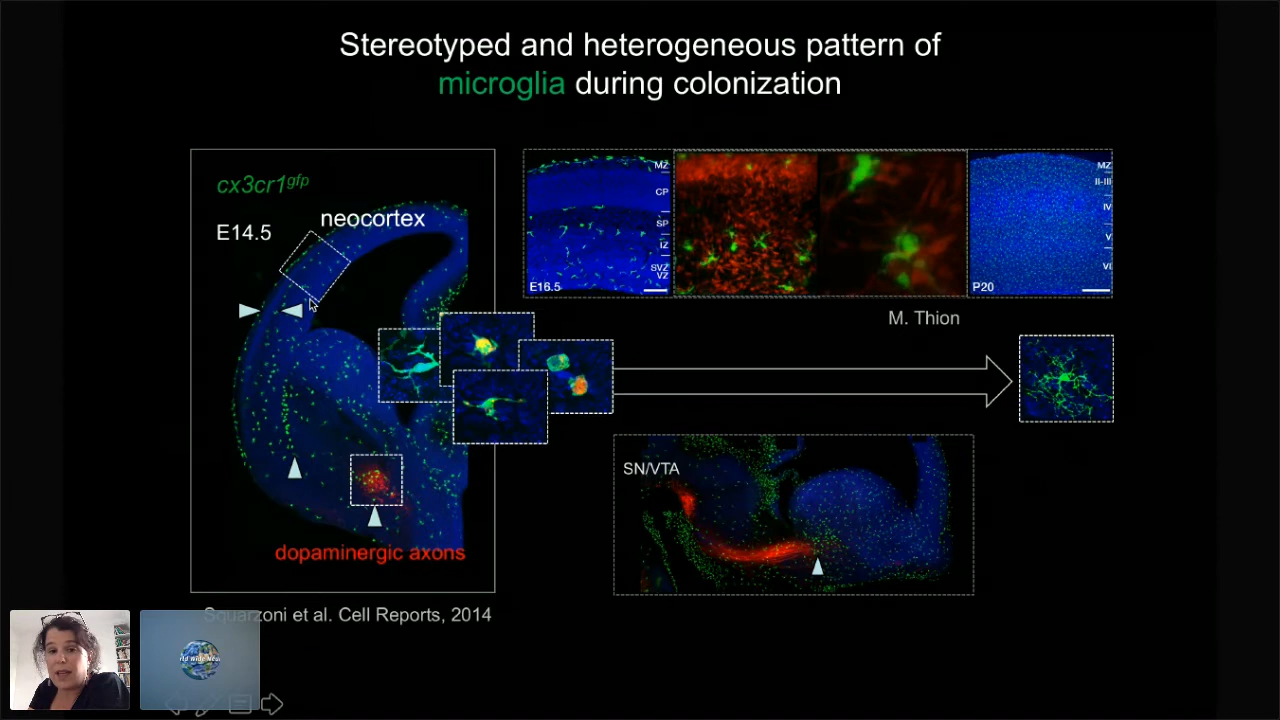 Stereotyped and heterogeneous pattern of
microglia during colonization
cx3cr1gfp
E14.5
neocortex
dopaminergic axons
Squarzoni et al. Cell Reports, 2014
MZ
CP
SP
IZ
SVZ
VZ
E16.5
MZ
II-III
IV
V
VI
P20
M. Thion
SN/VTA